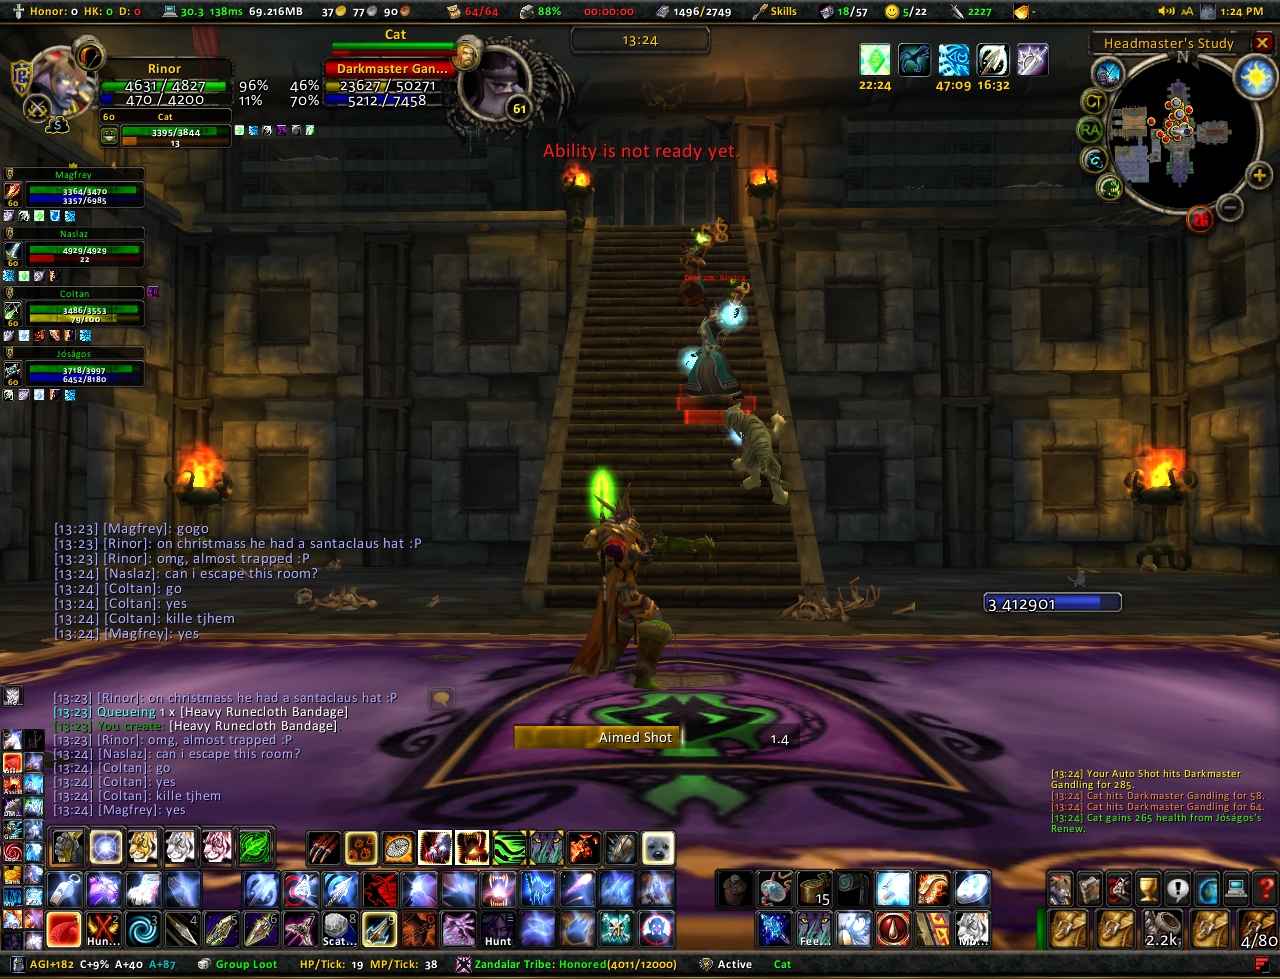 Honor: 0 HK: 0 D: 0 30.3 138ms 69.216MB 37 77 90 64/64 88% 00:00:00 1496/2749 Skills 18/57 5/22 2227 - 1:24 PM
Cat
13:24
Headmaster's Study
Rinor
4631 / 4827 96%
470 / 4200 11%
46% Darkmaster Gan...
23627 / 50271
70% 5212 / 7458
61
22:24 47:09 16:32
60 Cat
3395/3844
13
N
CT
RA
Ability is not ready yet.
Magfrey
3364/3470
3357/6985
60
Naslaz
4929/4929
22
60
58
Coltan
3486/3553
79/100
60
Jóságos
3718/3997
6452/8180
60
[13:23] [Magfrey]: gogo
[13:23] [Rinor]: on christmass he had a santaclaus hat :P
[13:23] [Rinor]: omg, almost trapped :P
[13:24] [Naslaz]: can i escape this room?
[13:24] [Coltan]: go
[13:24] [Coltan]: yes
[13:24] [Coltan]: kille tjhem
[13:24] [Magfrey]: yes
3 412901
[13:23] [Rinor]: on christmass he had a santaclaus hat :P
[13:23] Queueing 1 x [Heavy Runecloth Bandage]
[13:23] You create: [Heavy Runecloth Bandage].
[13:23] [Rinor]: omg, almost trapped :P
[13:24] [Naslaz]: can i escape this room?
[13:24] [Coltan]: go
[13:24] [Coltan]: yes
[13:24] [Coltan]: kille tjhem
[13:24] [Magfrey]: yes
Aimed Shot 1.4
[13:24] Your Auto Shot hits Darkmaster
Gandling for 285.
[13:24] Cat hits Darkmaster Gandling for 58.
[13:24] Cat hits Darkmaster Gandling for 64.
[13:24] Cat gains 265 health from Jóságos's
Renew.
15
Hun... Scat... Hunt Fee... Mo... 2.2k 4/80
AGI+182 C+9% A+40 A+87 Group Loot HP/Tick: 19 MP/Tick: 38 Zandalar Tribe: Honored(4011/12000) Active Cat